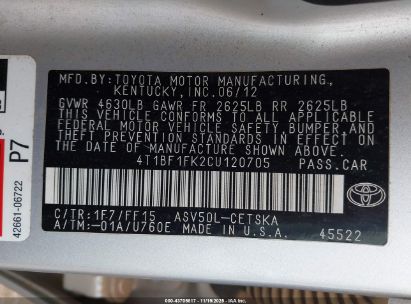 MFD.BY:TOYOTA MOTOR MANUFACTURING,
KENTUCKY,INC.06/12
GVWR 4630LB GAWR FR 2625LB RR 2625LB
THIS VEHICLE CONFORMS TO ALL APPLICABLE
FEDERAL MOTOR VEHICLE SAFETY,BUMPER,AND
THEFT PREVENTION STANDARDS IN EFFECT ON
THE DATE OF MANUFACTURE SHOWN ABOVE.
4T1BF1FK2CU120705 PASS.CAR
C/TR:1F7/FF15 ASV50L-CETSKA
A/TM:-01A/U760E MADE IN U.S.A. 45522
P7
42661-06722